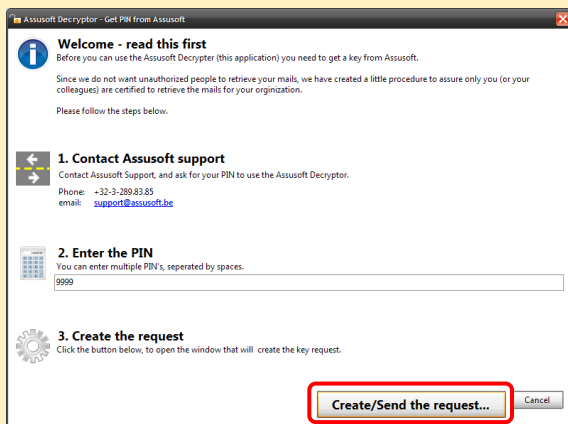 Assusoft Decryptor - Get PIN from Assusoft
Welcome - read this first
Before you can use the Assusoft Decrypter (this application) you need to get a key from Assusoft.
Since we do not want unauthorized people to retrieve your mails, we have created a little procedure to assure only you (or your
colleagues) are certified to retrieve the mails for your orginization.
Please follow the steps below.
1. Contact Assusoft support
Contact Assusoft Support, and ask for your PIN to use the Assusoft Decryptor.
Phone: +32-3-289.83.85
email: support@assusoft.be
2. Enter the PIN
You can enter multiple PIN's, seperated by spaces.
9999
3. Create the request
Click the button below, to open the window that will create the key request.
Create/Send the request...
Cancel